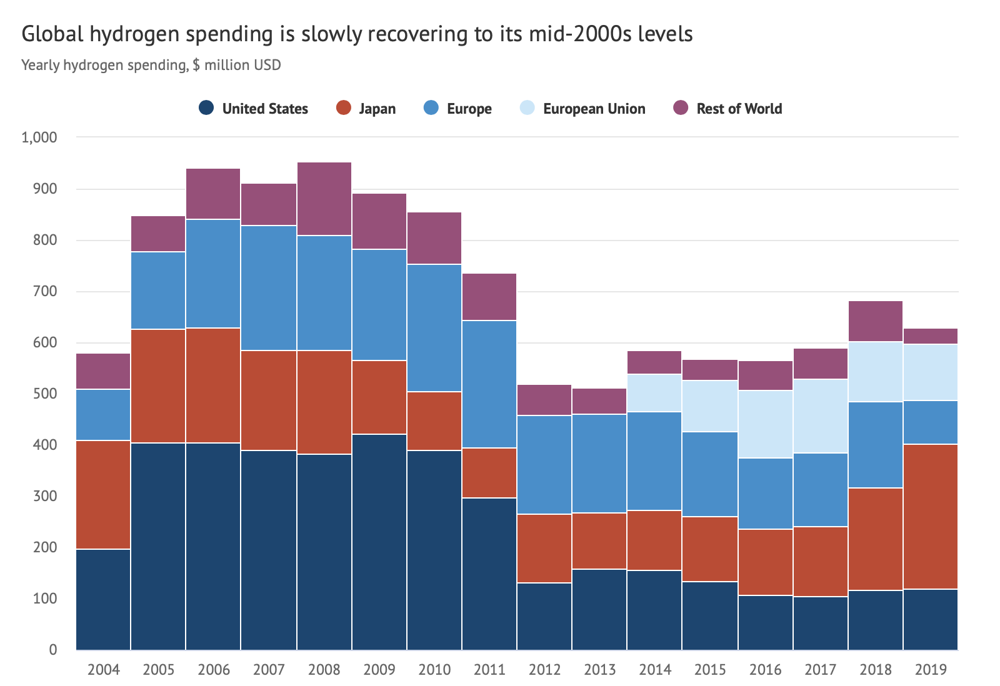 Global hydrogen spending is slowly recovering to its mid-2000s levels
Yearly hydrogen spending, $ million USD
United States Japan Europe European Union Rest of World
1,000
900
800
700
600
500
400
300
200
100
0
2004 2005 2006 2007 2008 2009 2010 2011 2012 2013 2014 2015 2016 2017 2018 2019